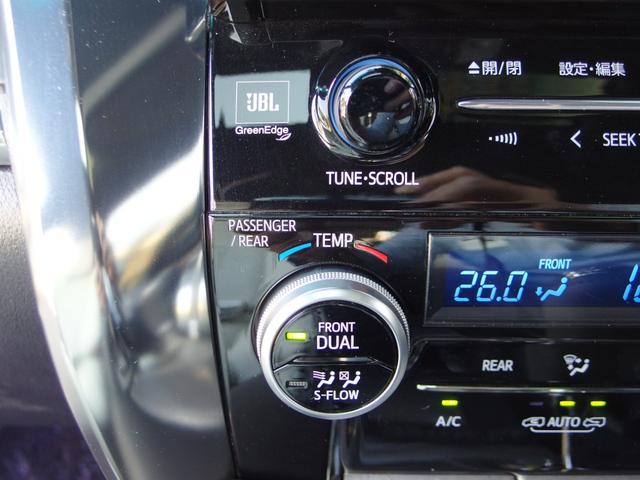 ⏏開/閉 設定・編集
JBL
GreenEdge
< SEEK
TUNE・SCROLL
PASSENGER
/ REAR
TEMP
FRONT
26.0
FRONT
DUAL
S-FLOW
REAR
A/C
AUTO